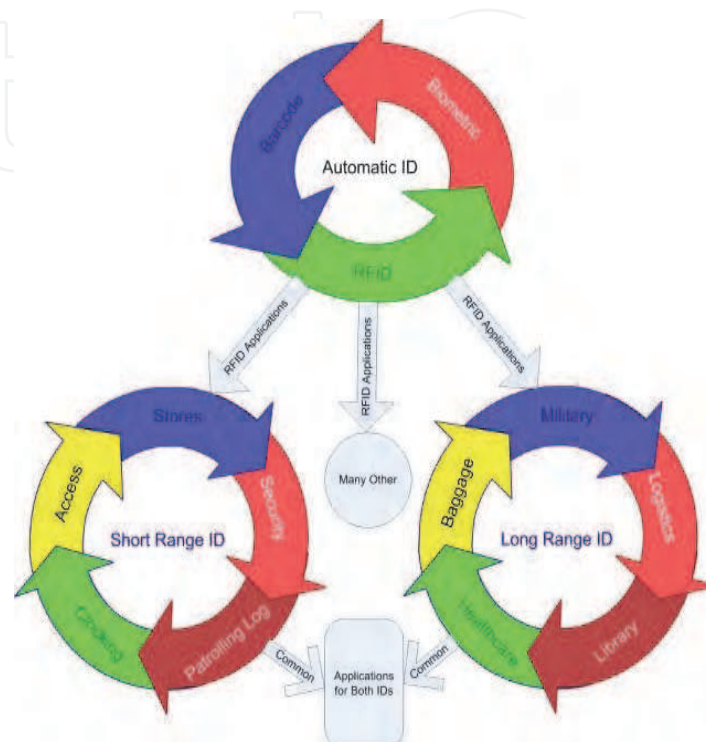 Barcode
Biometric
Automatic ID
RFID
RFID Applications
RFID Applications
RFID Applications
Stores
Security
Patrolling Log
Clocking
Access
Short Range ID
Many Other
Military
Logistics
Library
Healthcare
Baggage
Long Range ID
Common
Applications
for Both IDs
Common